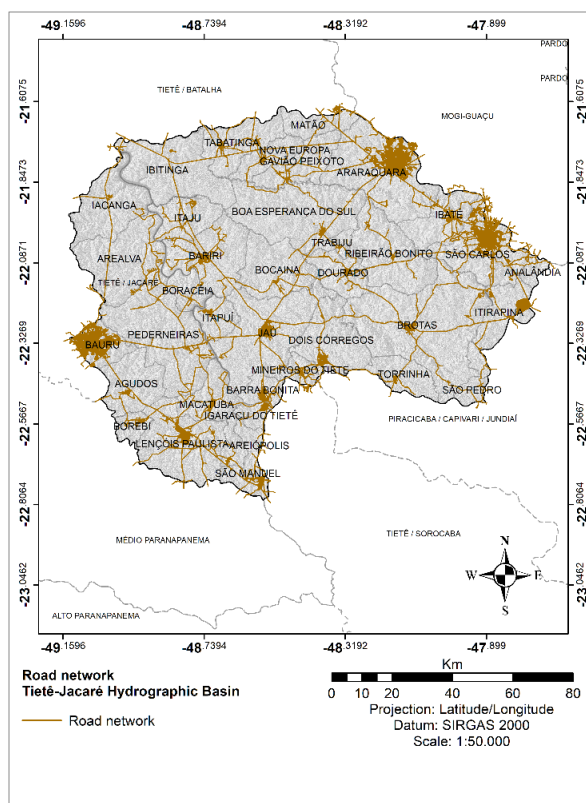 -49.1596 -48.7394 -48.3192 -47.899
PARDO
PARDO
TIETÊ / BATALHA
-21.6075 -21.6075
MOGI-GUAÇU
MATÃO
TABATINGA
NOVA EUROPA
GAVIÃO PEIXOTO
IBITINGA
ARARAQUARA
-21.8473 -21.8473
IACANGA
ITAJU
BOA ESPERANÇA DO SUL
IBATÉ
TRABIJU
RIBEIRÃO BONITO
SÃO CARLOS
AREALVA
BARIRI
-22.0871 -22.0871
BOCAINA
DOURADO
ANALÂNDIA
TIETÊ / JACARÉ
BORACÉIA
ITAPUÍ
ITIRAPINA
PEDERNEIRAS
JAÚ
BROTAS
-22.3269 -22.3269
BAURU
DOIS CÓRREGOS
MINEIROS DO TIETÊ
TORRINHA
AGUDOS
BARRA BONITA
SÃO PEDRO
MACATUBA
IGARAÇU DO TIETÊ
PIRACICABA / CAPIVARI / JUNDIAÍ
-22.5667 -22.5667
BOREBI
LENÇÓIS PAULISTA
AREIÓPOLIS
SÃO MANUEL
-22.8064 -22.8064
MÉDIO PARANAPANEMA
TIETÊ / SOROCABA
N
W E
S
-23.0462 -23.0462
ALTO PARANAPANEMA
-49.1596 -48.7394 -48.3192 -47.899
Road network
Tietê-Jacaré Hydrographic Basin
Road network
Km
0 10 20 40 60 80
Projection: Latitude/Longitude
Datum: SIRGAS 2000
Scale: 1:50.000